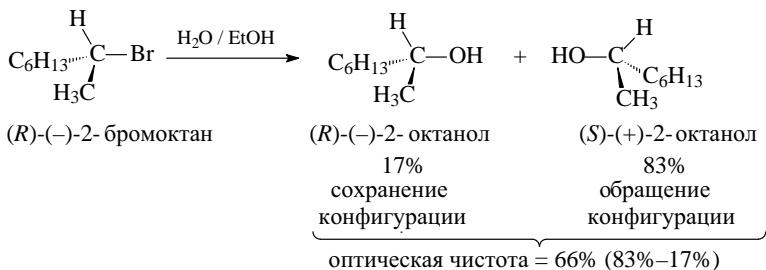 H
C₆H₁₃ C Br
H₃C
H₂O / EtOH
H
C₆H₁₃ C OH
H₃C
+
H
HO C
C₆H₁₃
CH₃
(R)-(–)-2- бромоктан
(R)-(–)-2- октанол
(S)-(+)-2- октанол
17%
сохранение
конфигурации
83%
обращение
конфигурации
оптическая чистота = 66% (83%–17%)